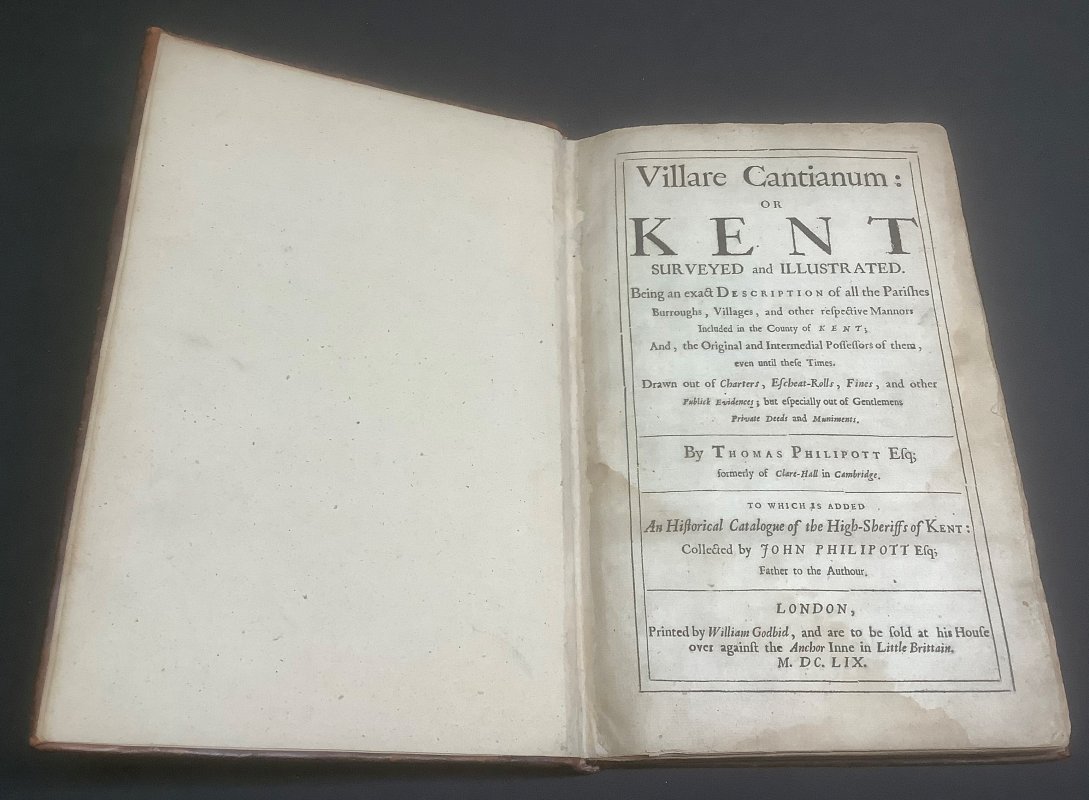 Villare Cantianum:
OR
KENT
SURVEYED and ILLUSTRATED.
Being an exact DESCRIPTION of all the Pariſhes
Burroughs, Villages, and other reſpective Mannors
Included in the County of KENT;
And, the Original and Intermedial Poſſeſſors of them,
even until theſe Times.
Drawn out of Charters, Eſcheat-Rolls, Fines, and other
Publick Evidences; but eſpecially out of Gentlemens
Private Deeds and Muniments.
By THOMAS PHILIPOTT Eſq;
formerly of Clare-Hall in Cambridge.
TO WHICH IS ADDED
An Hiſtorical Catalogue of the High-Sheriffs of KENT:
Collected by JOHN PHILIPOTT Eſq;
Father to the Authour.
LONDON,
Printed by William Godbid, and are to be ſold at his Houſe
over againſt the Anchor Inne in Little Brittain.
M. DC. LIX.